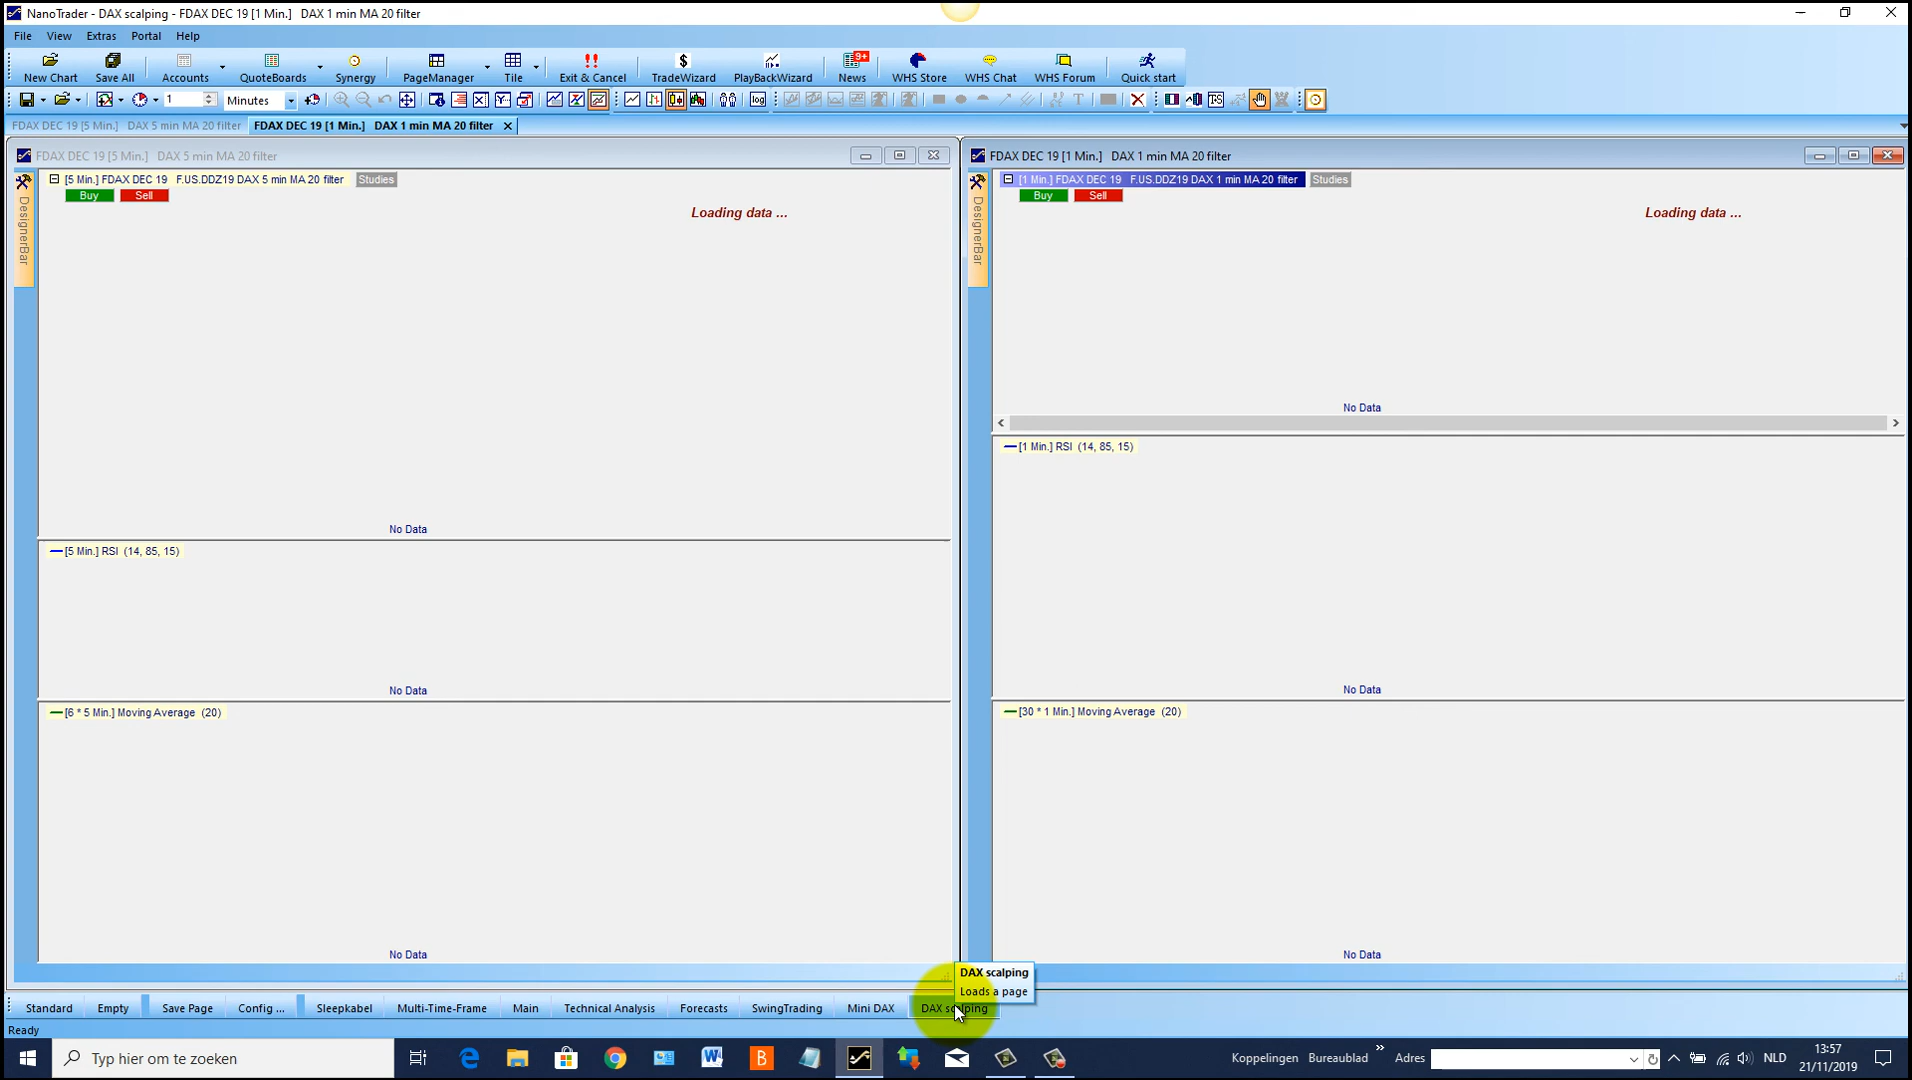 NanoTrader - DAX scalping - FDAX DEC 19 [1 Min.]   DAX 1 min MA 20 filter
File View Extras Portal Help
New Chart Save All Accounts QuoteBoards Synergy PageManager Tile Exit & Cancel TradeWizard PlayBackWizard News 9+ WHS Store WHS Chat WHS Forum Quick start
1 Minutes log T T-S
FDAX DEC 19 [5 Min.]   DAX 5 min MA 20 filter FDAX DEC 19 [1 Min.]   DAX 1 min MA 20 filter
FDAX DEC 19 [5 Min.]   DAX 5 min MA 20 filter
[5 Min.] FDAX DEC 19   F.US.DDZ19 DAX 5 min MA 20 filter Studies
Buy Sell
Loading data ...
DesignerBar
No Data
[5 Min.] RSI (14, 85, 15)
No Data
[6 * 5 Min.] Moving Average (20)
No Data
FDAX DEC 19 [1 Min.]   DAX 1 min MA 20 filter
[1 Min.] FDAX DEC 19   F.US.DDZ19 DAX 1 min MA 20 filter Studies
Buy Sell
Loading data ...
DesignerBar
No Data
[1 Min.] RSI (14, 85, 15)
No Data
[30 * 1 Min.] Moving Average (20)
No Data
DAX scalping
Loads a page
Standard Empty Save Page Config ... Sleepkabel Multi-Time-Frame Main Technical Analysis Forecasts SwingTrading Mini DAX DAX scalping
Ready
Typ hier om te zoeken
Koppelingen Bureaublad » Adres NLD
13:57
21/11/2019